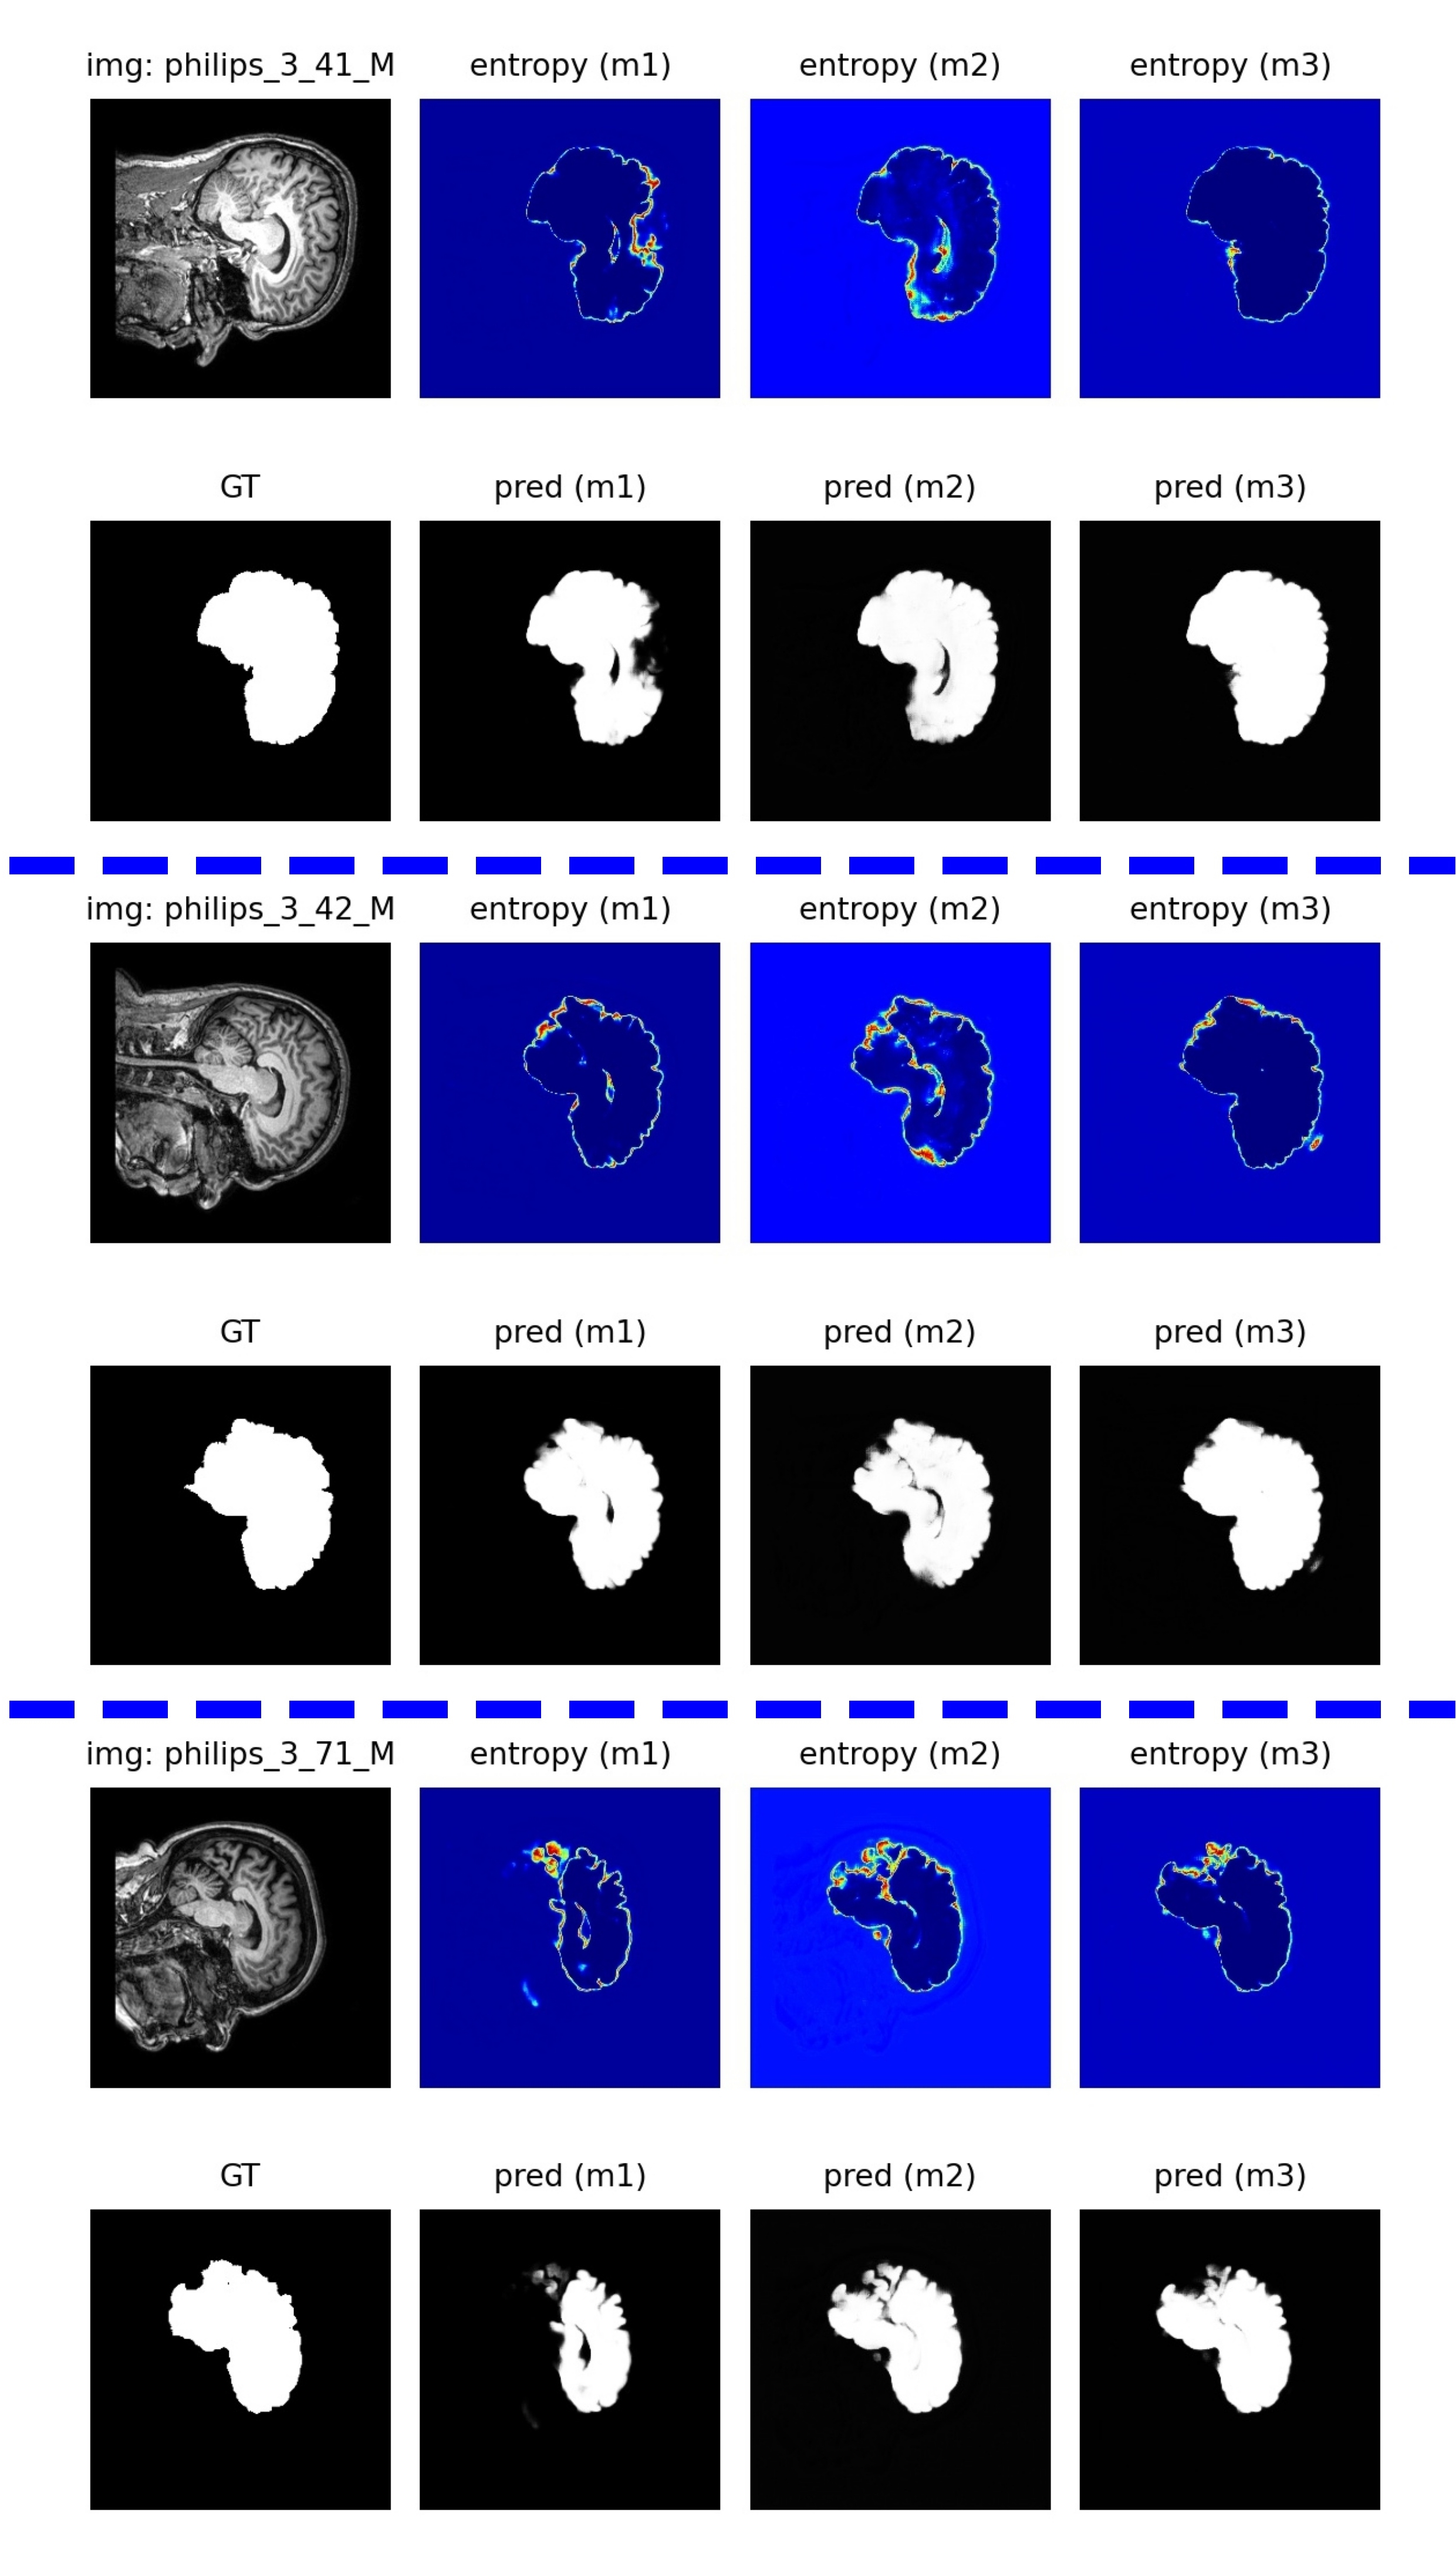 img: philips_3_41_M entropy (m1) entropy (m2) entropy (m3)
GT pred (m1) pred (m2) pred (m3)
img: philips_3_42_M entropy (m1) entropy (m2) entropy (m3)
GT pred (m1) pred (m2) pred (m3)
img: philips_3_71_M entropy (m1) entropy (m2) entropy (m3)
GT pred (m1) pred (m2) pred (m3)